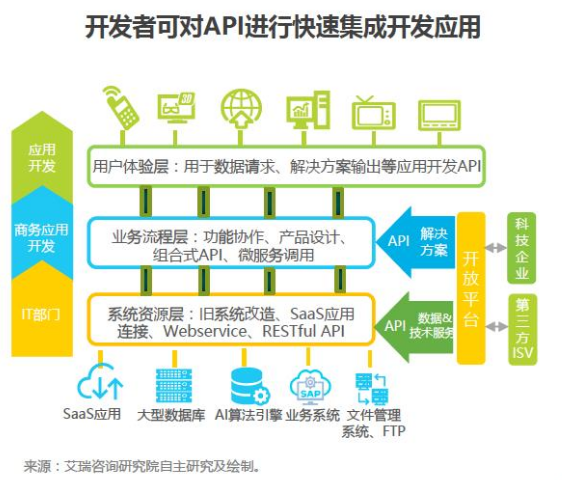 开发者可对API进行快速集成开发应用
3D
应用
开发
用户体验层：用于数据请求、解决方案输出等应用开发API
商务应用
开发
业务流程层：功能协作、产品设计、
组合式API、微服务调用
API
解决
方案
开放平台
科技企业
IT部门
系统资源层：旧系统改造、SaaS应用
连接、Webservice、RESTful API
API
数据&
技术服务
第三方ISV
SAP
SaaS应用
大型数据库
AI算法引擎
业务系统
文件管理
系统、FTP
来源：艾瑞咨询研究院自主研究及绘制。